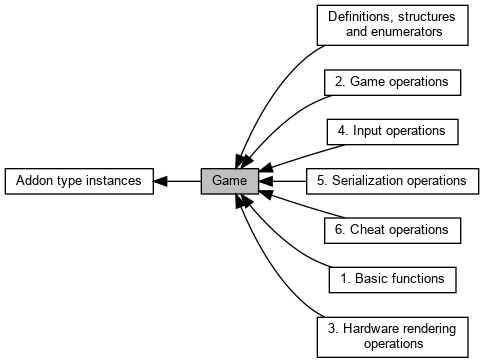 Definitions, structures
and enumerators
2. Game operations
4. Input operations
Addon type instances
Game
5. Serialization operations
6. Cheat operations
1. Basic functions
3. Hardware rendering
operations